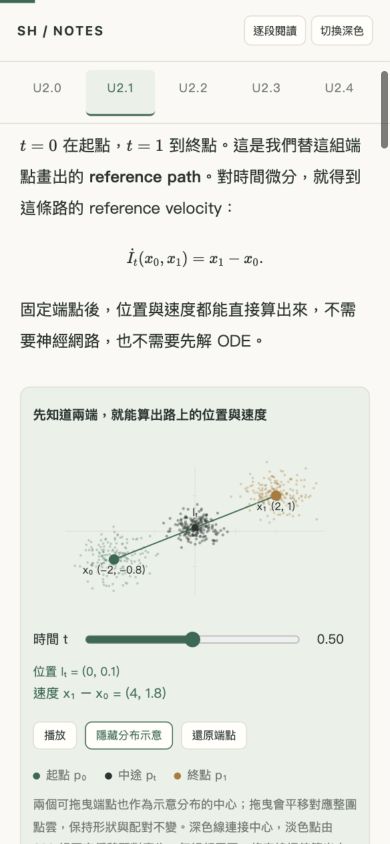 SH / NOTES
逐段閱讀
切換深色
U2.0 U2.1 U2.2 U2.3 U2.4
t = 0 在起點,t = 1 到終點。這是我們替這組端
點畫出的 reference path。對時間微分,就得到
這條路的 reference velocity:
İₜ(x₀, x₁) = x₁ − x₀.
固定端點後,位置與速度都能直接算出來,不需
要神經網路,也不需要先解 ODE。
先知道兩端,就能算出路上的位置與速度
Iₜ
x₁ (2, 1)
x₀ (−2, −0.8)
時間 t 0.50
位置 Iₜ = (0, 0.1)
速度 x₁ − x₀ = (4, 1.8)
播放 隱藏分布示意 還原端點
起點 p₀ 中途 pₜ 終點 p₁
兩個可拖曳端點也作為示意分布的中心;拖曳會平移對應整團
點雲,保持形狀與配對不變。深色線連接中心,淡色點由